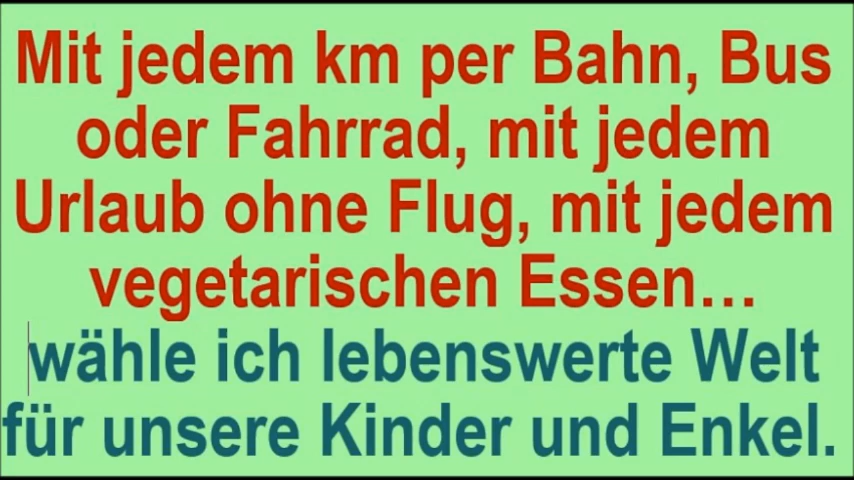 Mit jedem km per Bahn, Bus
oder Fahrrad, mit jedem
Urlaub ohne Flug, mit jedem
vegetarischen Essen…
wähle ich lebenswerte Welt
für unsere Kinder und Enkel.